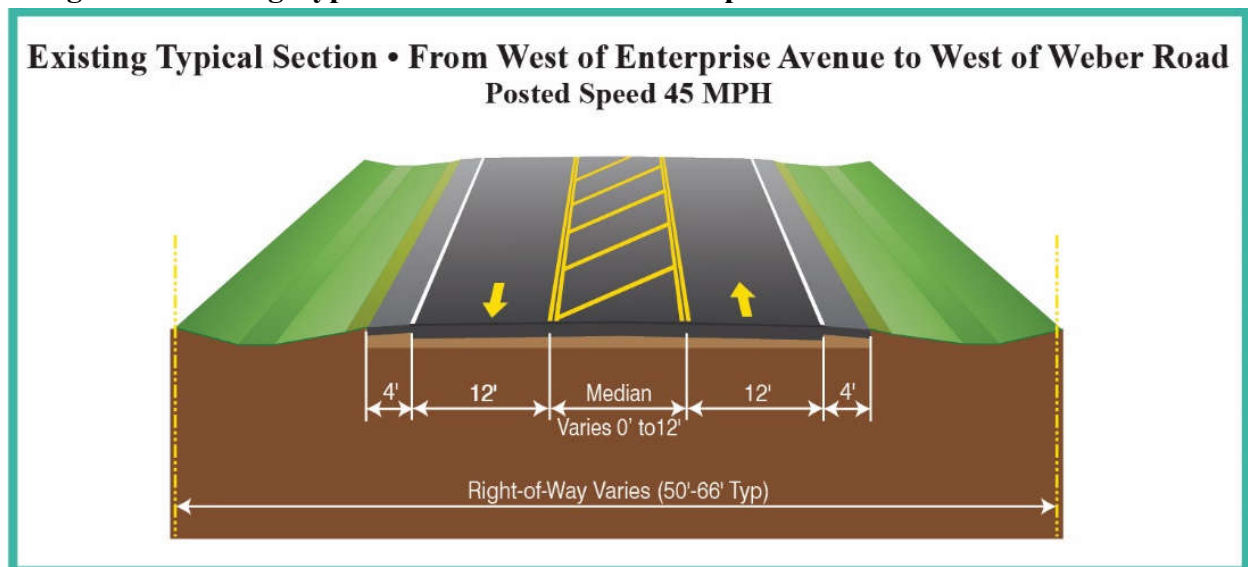 Existing Typical Section • From West of Enterprise Avenue to West of Weber Road
Posted Speed 45 MPH
4' 12' Median 12' 4'
Varies 0' to12'
Right-of-Way Varies (50'-66' Typ)